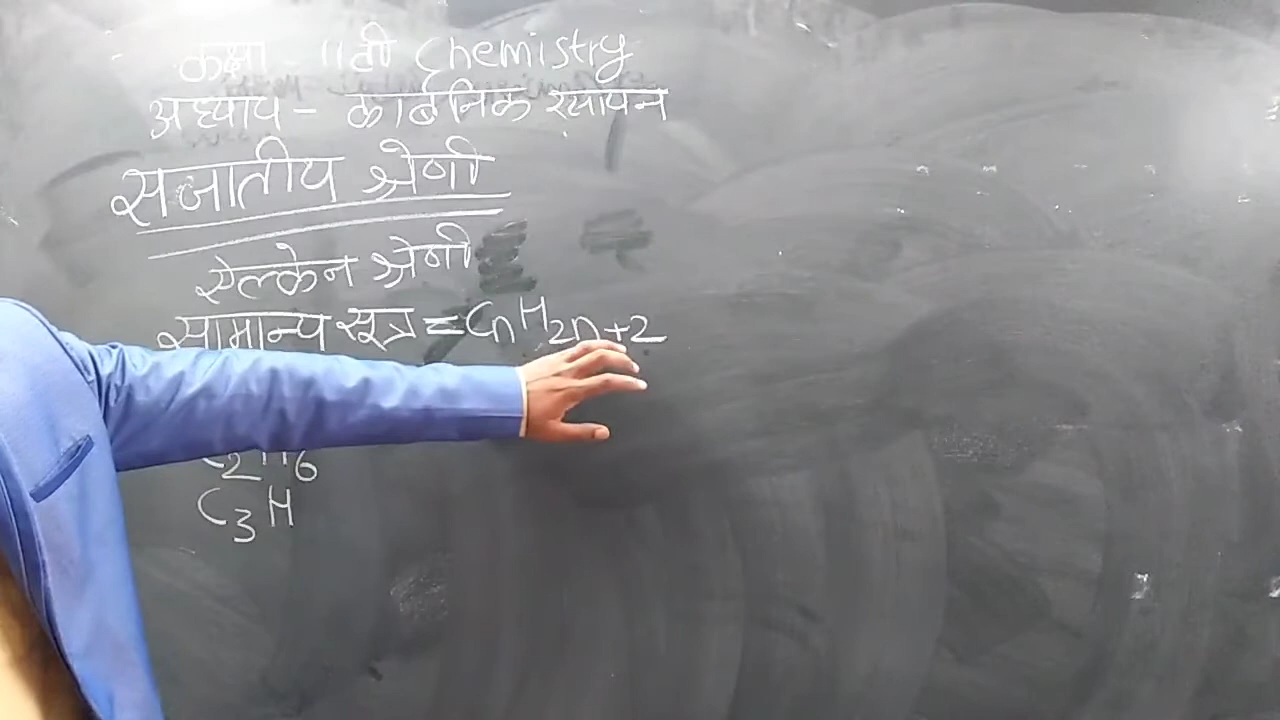 कक्षा - 11वी Chemistry
अध्याय - कार्बनिक रसायन
सजातीय श्रेणी
ऐल्केन श्रेणी
सामान्य सूत्र = CnH2n+2
C2H6
C3H